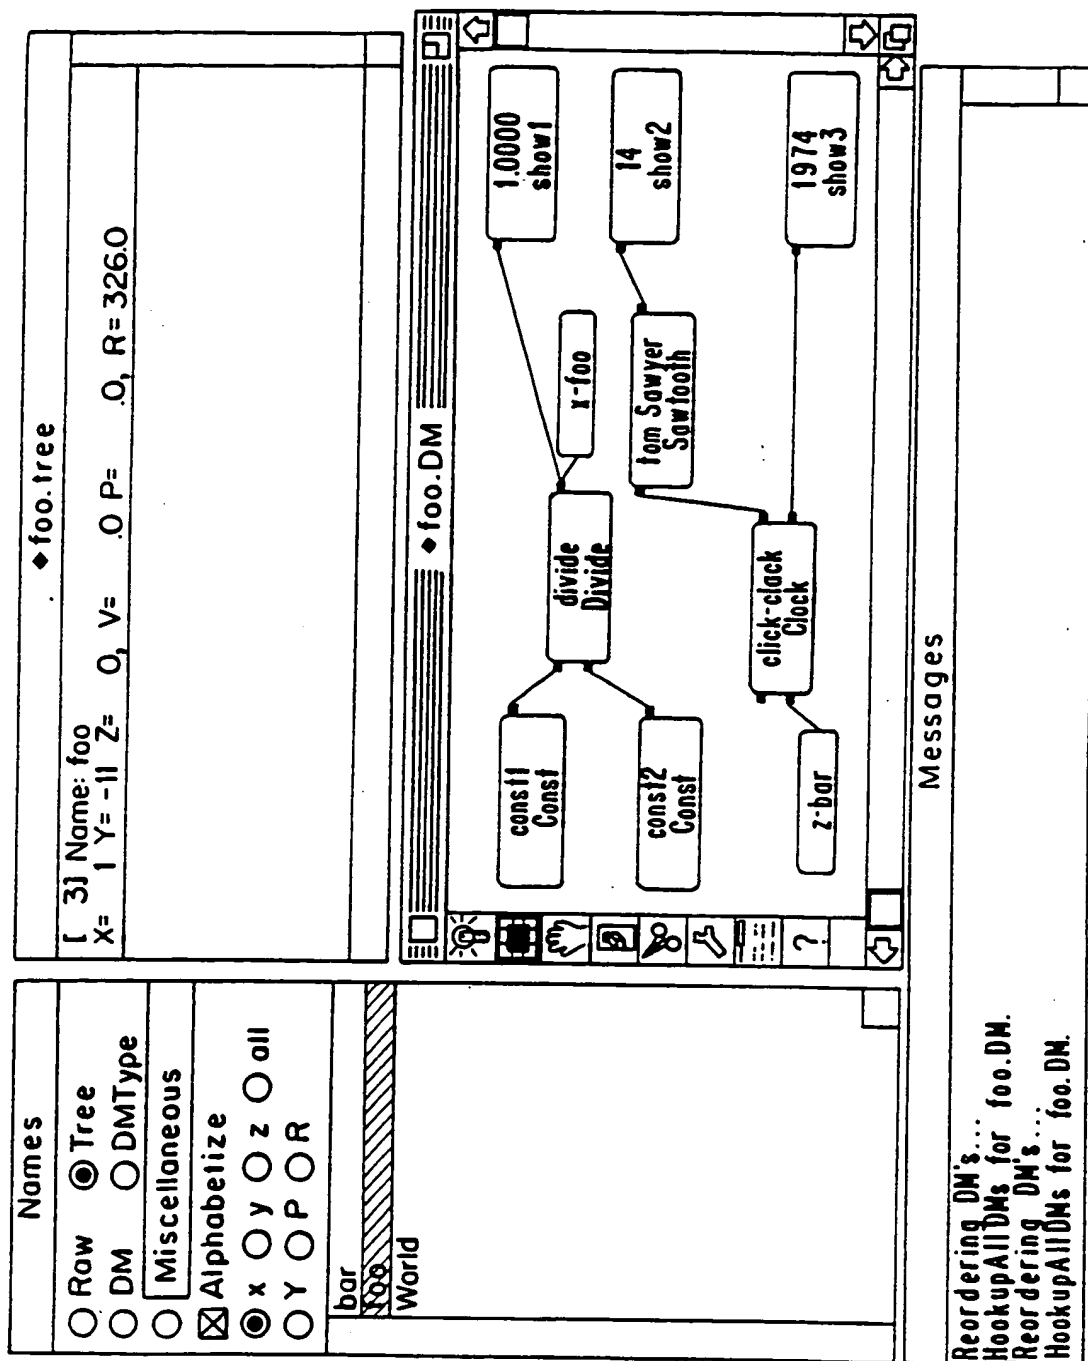 Names
Raw Tree
DM DMType
Miscellaneous
Alphabetize
x y z all
Y P R
bar
foo
World
◆foo.tree
[ 3] Name: foo
X= 1 Y= -11 Z= 0, V= .0 P= .0, R= 326.0
◆foo.DM
?
const1
Const
const2
Const
z-bar
divide
Divide
click-clack
Clock
x-foo
tom Sawyer
Sawtooth
1.0000
show1
14
show2
1974
show3
Messages
Reordering DM's...
HookupAllDMs for foo.DM.
Reordering DM's...
HookupAllDMs for foo.DM.